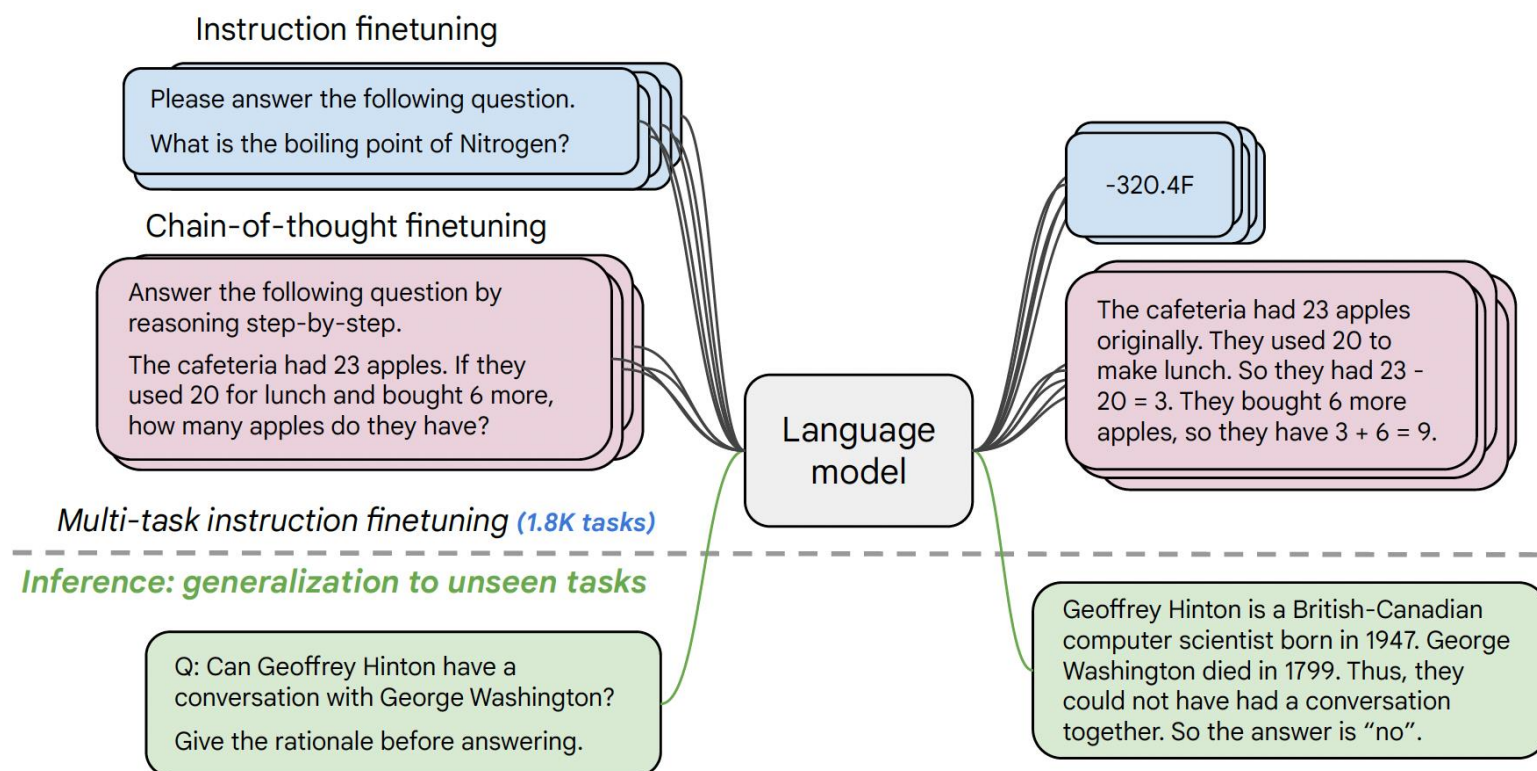 Instruction finetuning
Please answer the following question.
What is the boiling point of Nitrogen?
-320.4F
Chain-of-thought finetuning
Answer the following question by
reasoning step-by-step.
The cafeteria had 23 apples. If they
used 20 for lunch and bought 6 more,
how many apples do they have?
Language
model
The cafeteria had 23 apples
originally. They used 20 to
make lunch. So they had 23 -
20 = 3. They bought 6 more
apples, so they have 3 + 6 = 9.
Multi-task instruction finetuning (1.8K tasks)
Inference: generalization to unseen tasks
Q: Can Geoffrey Hinton have a
conversation with George Washington?
Give the rationale before answering.
Geoffrey Hinton is a British-Canadian
computer scientist born in 1947. George
Washington died in 1799. Thus, they
could not have had a conversation
together. So the answer is “no”.